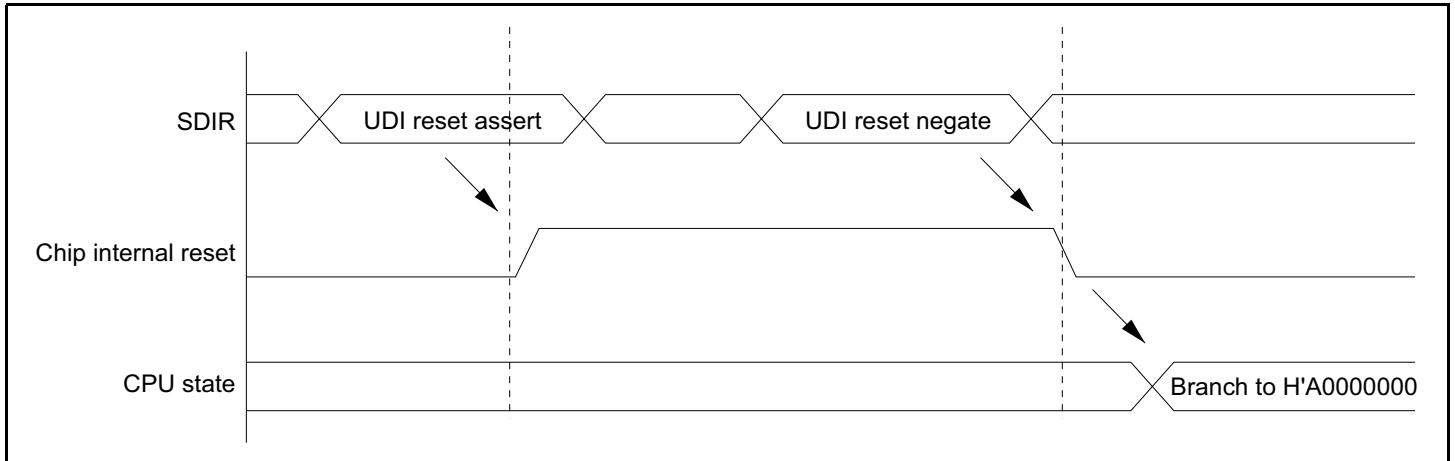 SDIR
UDI reset assert
UDI reset negate
Chip internal reset
CPU state
Branch to H'A0000000